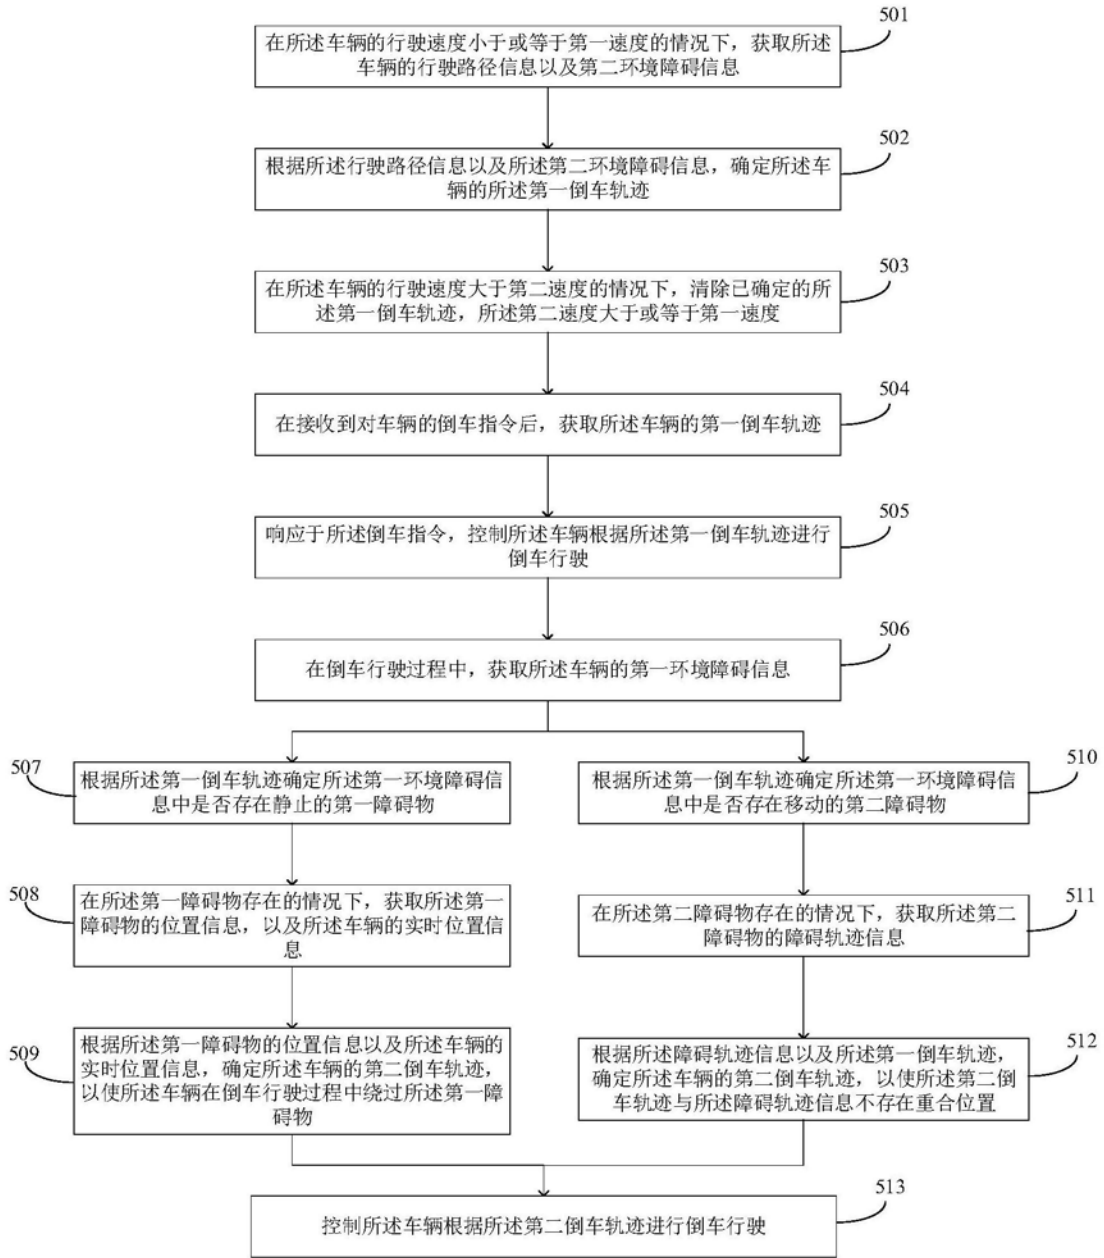 501
在所述车辆的行驶速度小于或等于第一速度的情况下，获取所述
车辆的行驶路径信息以及第二环境障碍信息
502
根据所述行驶路径信息以及所述第二环境障碍信息，确定所述车
辆的所述第一倒车轨迹
503
在所述车辆的行驶速度大于第二速度的情况下，清除已确定的所
述第一倒车轨迹，所述第二速度大于或等于第一速度
504
在接收到对车辆的倒车指令后，获取所述车辆的第一倒车轨迹
505
响应于所述倒车指令，控制所述车辆根据所述第一倒车轨迹进行
倒车行驶
506
在倒车行驶过程中，获取所述车辆的第一环境障碍信息
507
根据所述第一倒车轨迹确定所述第一环境障碍信
息中是否存在静止的第一障碍物
508
在所述第一障碍物存在的情况下，获取所述第一
障碍物的位置信息，以及所述车辆的实时位置信
息
509
根据所述第一障碍物的位置信息以及所述车辆的
实时位置信息，确定所述车辆的第二倒车轨迹，
以使所述车辆在倒车行驶过程中绕过所述第一障
碍物
510
根据所述第一倒车轨迹确定所述第一环境障碍信
息中是否存在移动的第二障碍物
511
在所述第二障碍物存在的情况下，获取所述第二
障碍物的障碍轨迹信息
512
根据所述障碍轨迹信息以及所述第一倒车轨迹，
确定所述车辆的第二倒车轨迹，以使所述第二倒
车轨迹与所述障碍轨迹信息不存在重合位置
513
控制所述车辆根据所述第二倒车轨迹进行倒车行驶